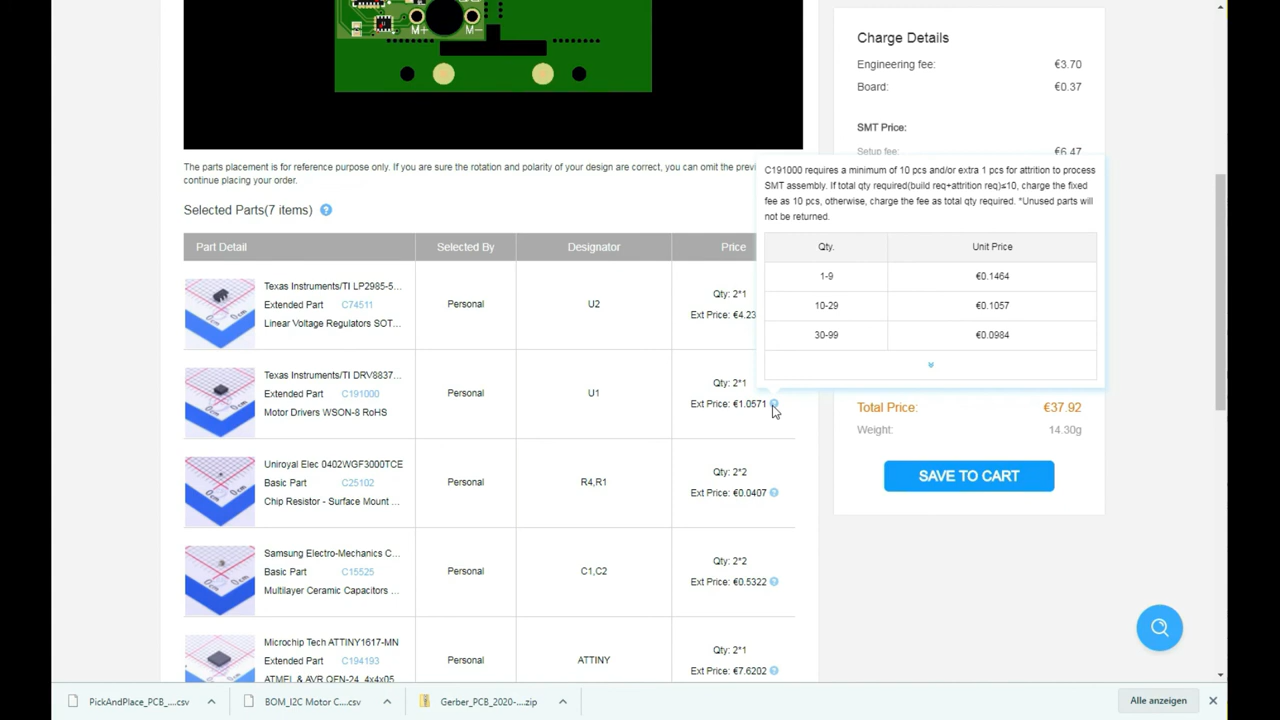 M+
M-
The parts placement is for reference purpose only. If you are sure the rotation and polarity of your design are correct, you can omit the
continue placing your order.
Selected Parts(7 items)
Part Detail Selected By Designator Price
Texas Instruments/TI LP2985-5...
Extended Part C74511
Linear Voltage Regulators SOT...
Personal
U2
Qty: 2*1
Ext Price: €4.23
Texas Instruments/TI DRV8837...
Extended Part C191000
Motor Drivers WSON-8 RoHS
Personal
U1
Qty: 2*1
Ext Price: €1.0571
Uniroyal Elec 0402WGF3000TCE
Basic Part C25102
Chip Resistor - Surface Mount ...
Personal
R4,R1
Qty: 2*2
Ext Price: €0.0407
Samsung Electro-Mechanics C...
Basic Part C15525
Multilayer Ceramic Capacitors ...
Personal
C1,C2
Qty: 2*2
Ext Price: €0.5322
Microchip Tech ATTINY1617-MN
Extended Part C194193
ATMEL & AVR QFN-24_4x4x05
Personal
ATTINY
Qty: 2*1
Ext Price: €7.6202
Charge Details
Engineering fee: €3.70
Board: €0.37
SMT Price:
Setup fee: €6.47
C191000 requires a minimum of 10 pcs and/or extra 1 pcs for attrition to process
SMT assembly. If total qty required(build req+attrition req)≤10, charge the fixed
fee as 10 pcs, otherwise, charge the fee as total qty required. *Unused parts will
not be returned.
Qty. Unit Price
1-9 €0.1464
10-29 €0.1057
30-99 €0.0984
Total Price: €37.92
Weight: 14.30g
SAVE TO CART
PickAndPlace_PCB_....csv
BOM_I2C Motor C....csv
Gerber_PCB_2020-....zip
Alle anzeigen